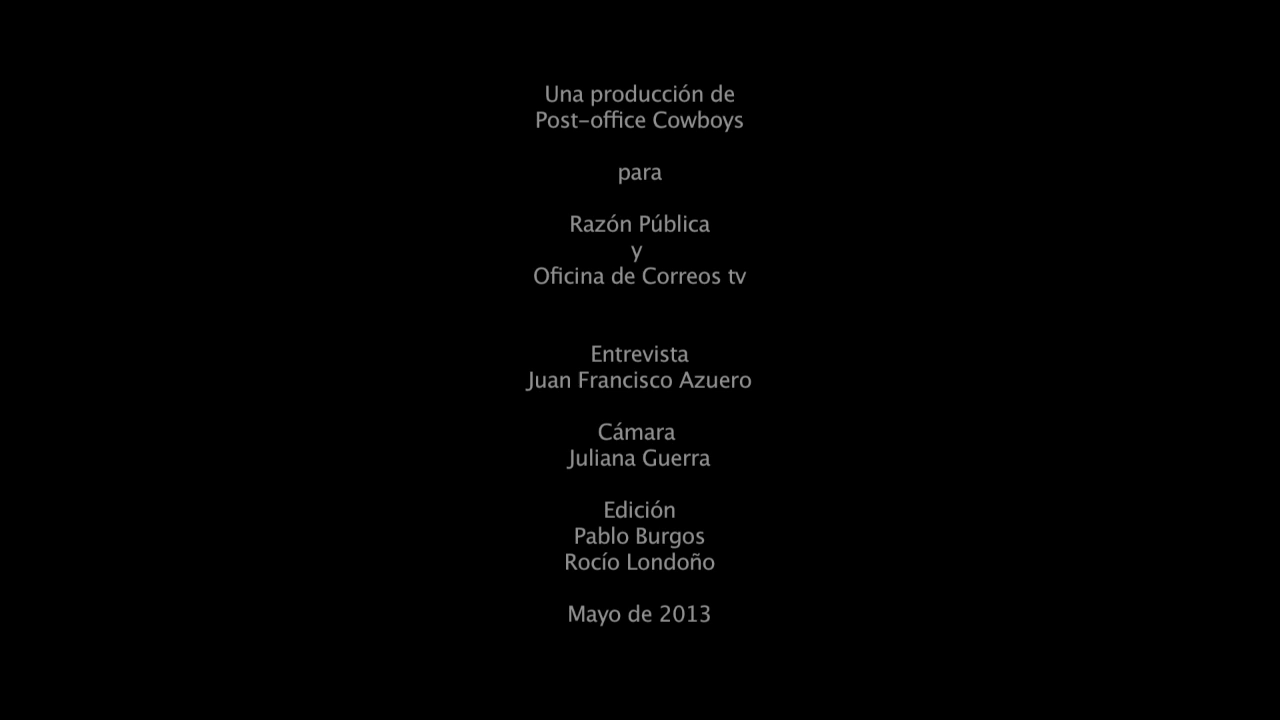 Una producción de
Post-office Cowboys
para
Razón Pública
y
Oficina de Correos tv
Entrevista
Juan Francisco Azuero
Cámara
Juliana Guerra
Edición
Pablo Burgos
Rocío Londoño
Mayo de 2013